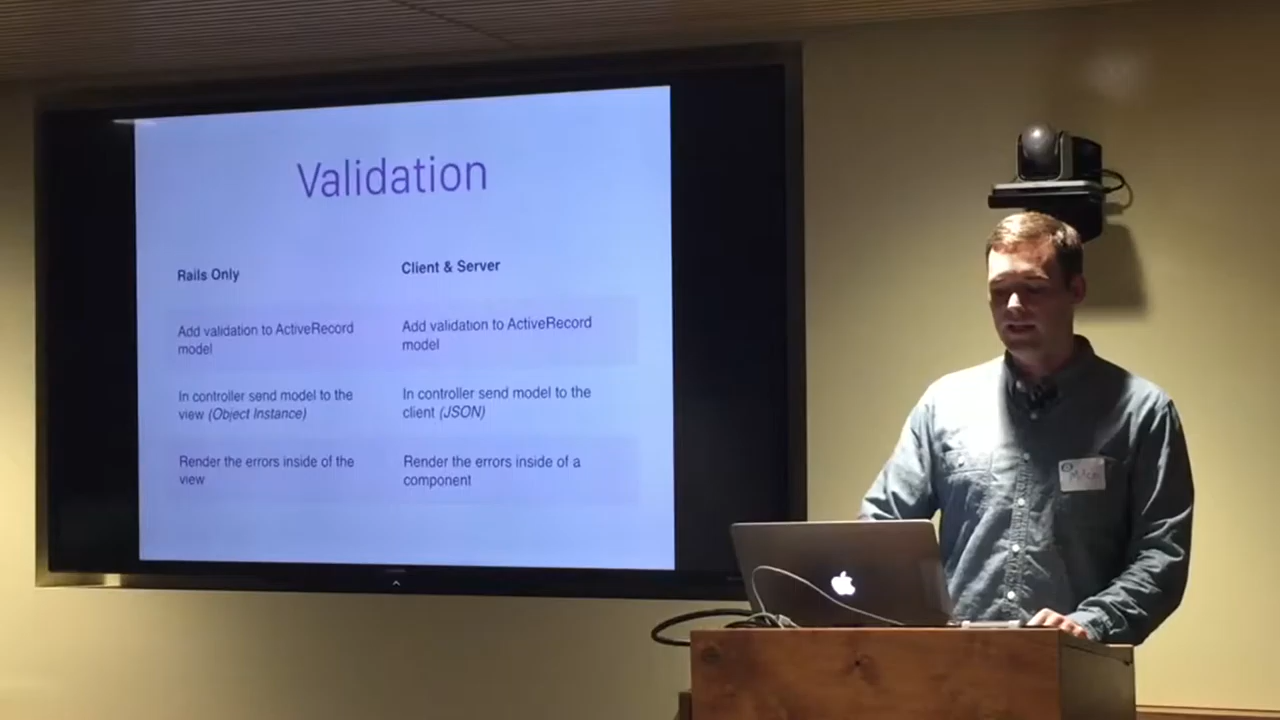 Validation
Rails Only
Client & Server
Add validation to ActiveRecord
model
Add validation to ActiveRecord
model
In controller send model to the
view (Object Instance)
In controller send model to the
client (JSON)
Render the errors inside of the
view
Render the errors inside of a
component